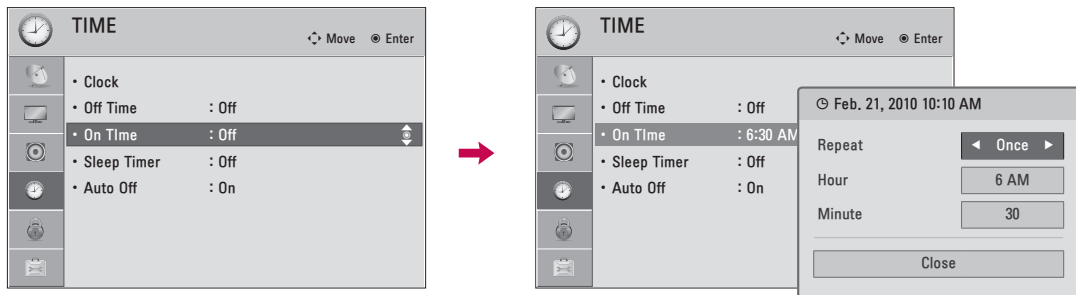 TIME
Move Enter
• Clock
• Off Time : Off
• On TIme : Off
• Sleep Timer : Off
• Auto Off : On
TIME
Move Enter
• Clock
• Off Time : Off
• On TIme : 6:30 AM
• Sleep Timer : Off
• Auto Off : On
Feb. 21, 2010 10:10 AM
Repeat ◄ Once ►
Hour 6 AM
Minute 30
Close